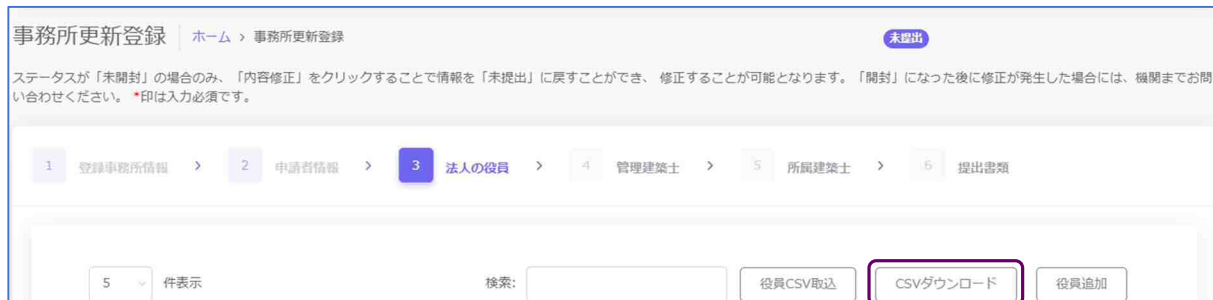 事務所更新登録 ホーム > 事務所更新登録 未提出
ステータスが「未開封」の場合のみ、「内容修正」をクリックすることで情報を「未提出」に戻すことができ、 修正することが可能となります。「開封」になった後に修正が発生した場合には、機関までお問
い合わせください。 *印は入力必須です。
1 登録事務所情報 > 2 申請者情報 > 3 法人の役員 > 4 管理建築士 > 5 所属建築士 > 6 提出書類
5 件表示 検索: 役員CSV取込 CSVダウンロード 役員追加